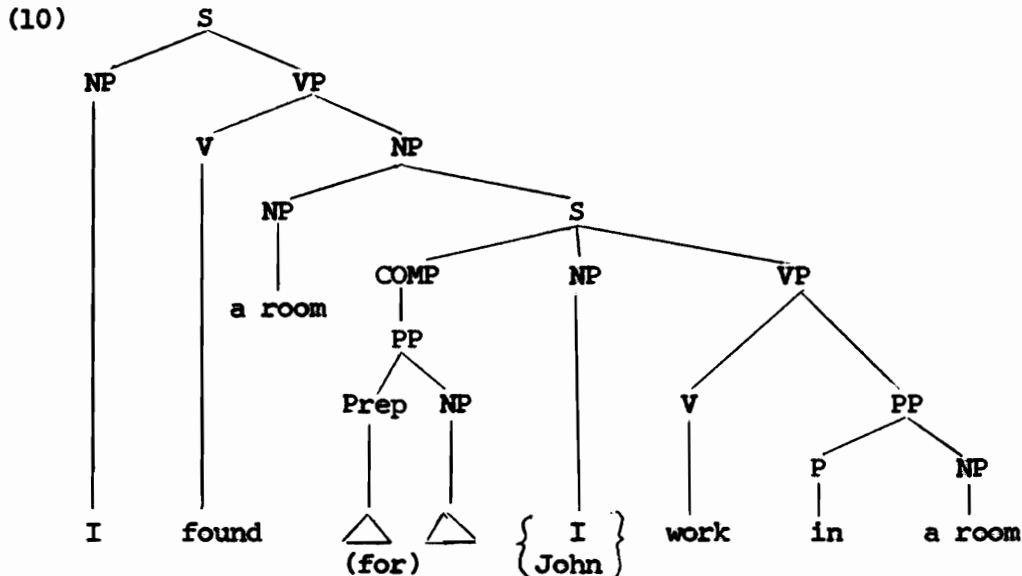 (10) S
NP VP
V NP
NP S
COMP NP VP
a room
PP
Prep NP V PP
P NP
I found { I } work in a room
(for) { John }